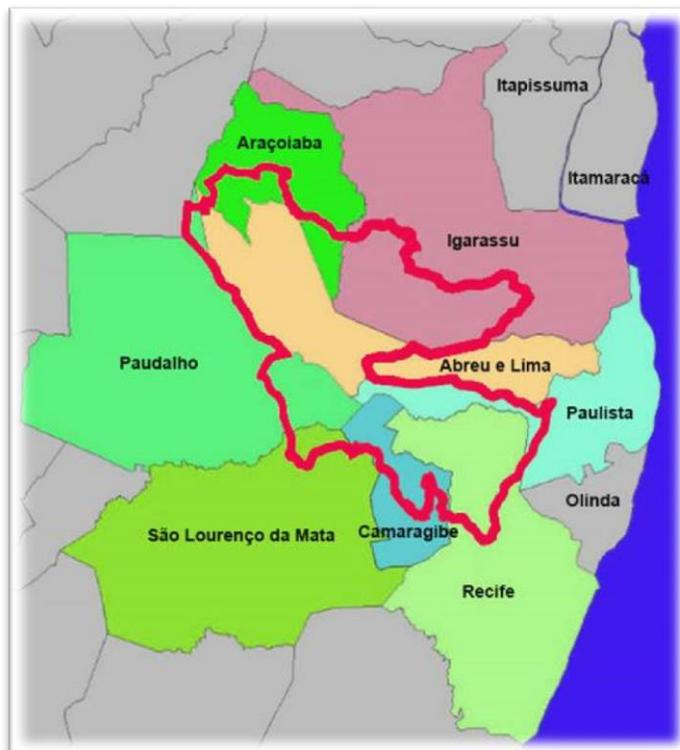 Itapissuma
Araçoiaba
Itamaracá
Igarassu
Paudalho
Abreu e Lima
Paulista
Olinda
São Lourenço da Mata
Camaragibe
Recife